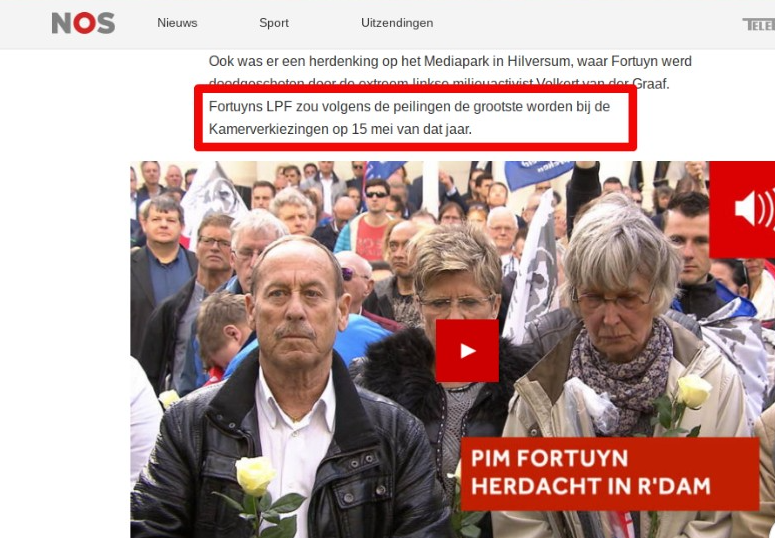 NOS
Nieuws
Sport
Uitzendingen
Ook was er een herdenking op het Mediapark in Hilversum, waar Fortuyn werd
doodgeschoten door de extreem linkse milieuactivist Volkert van der Graaf.
Fortuyns LPF zou volgens de peilingen de grootste worden bij de
Kamerverkiezingen op 15 mei van dat jaar.
PIM FORTUYN
HERDACHT IN R'DAM